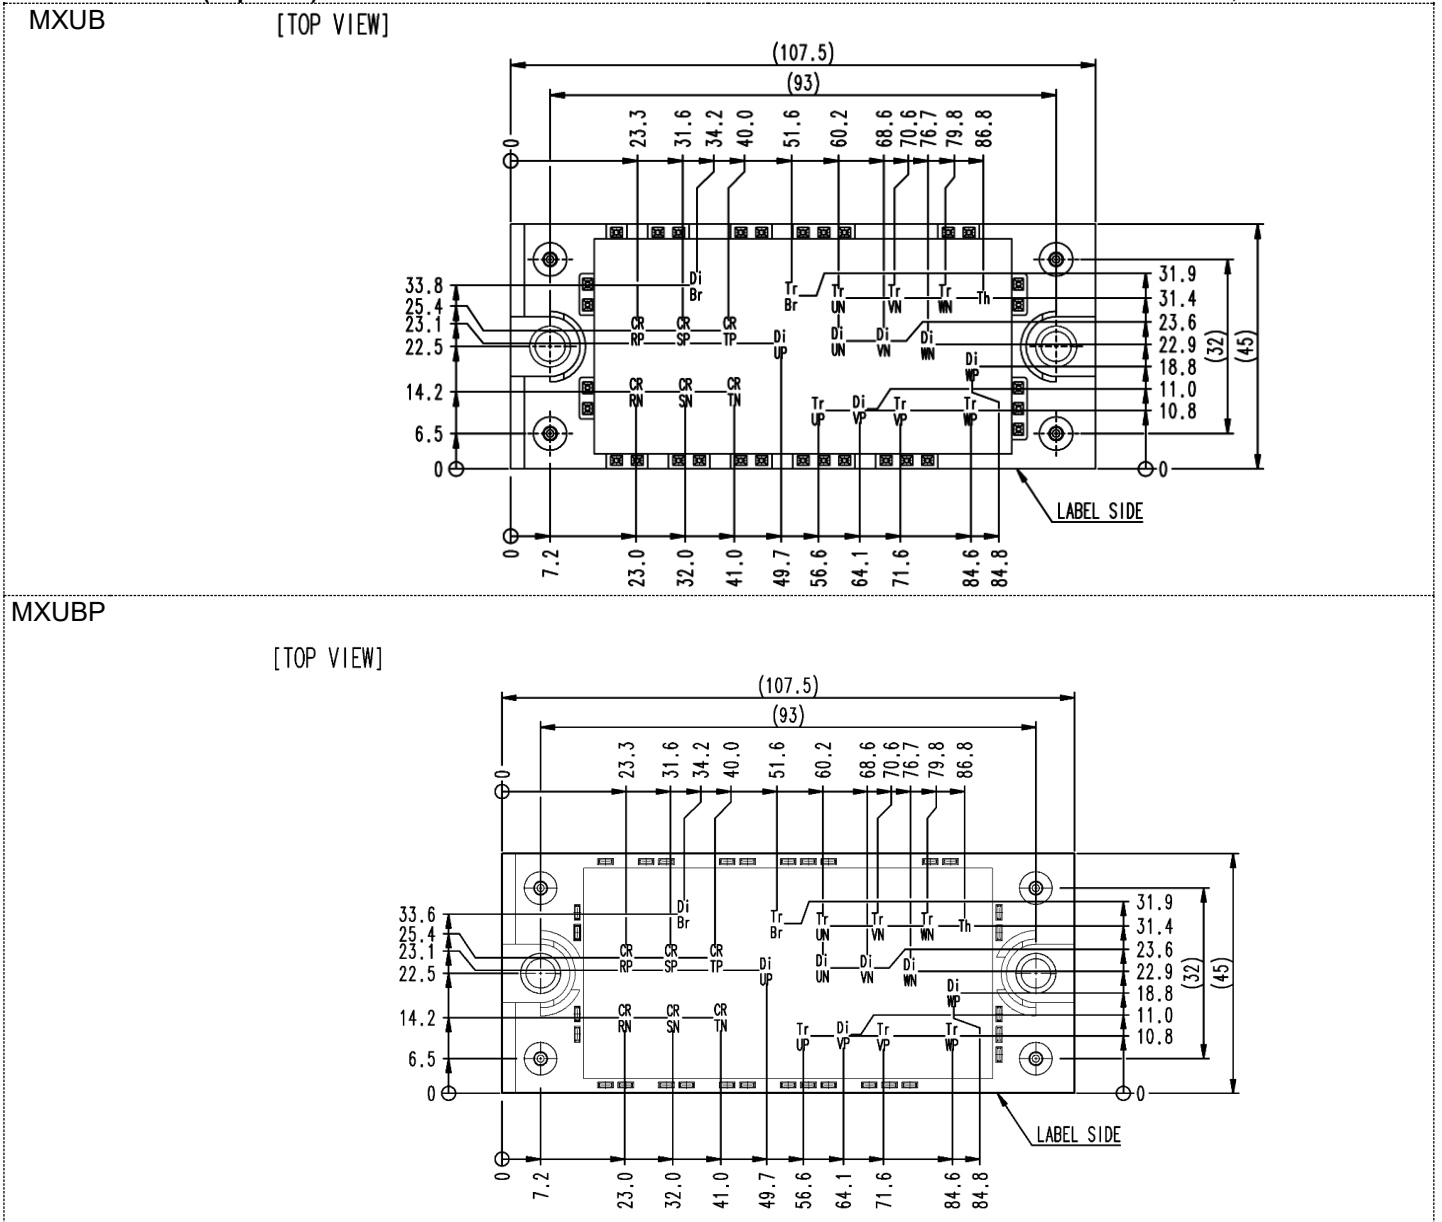 MXUB
[TOP VIEW]
(107.5)
(93)
0
23.3
31.6
34.2
40.0
51.6
60.2
68.6
70.6
76.7
79.8
86.8
33.8
25.4
23.1
22.5
14.2
6.5
0
Di
Br
Tr
Br
Tr
UN
Tr
VN
Tr
WN
Th
CR
RP
CR
SP
CR
TP
Di
UP
Di
UN
Di
VN
Di
WN
Di
WP
CR
RN
CR
SN
CR
TN
Tr
UP
Di
VP
Tr
VP
Tr
WP
31.9
31.4
23.6
22.9
18.8
11.0
10.8
0
(32)
(45)
LABEL SIDE
0
7.2
23.0
32.0
41.0
49.7
56.6
64.1
71.6
84.6
84.8
MXUBP
[TOP VIEW]
(107.5)
(93)
0
23.3
31.6
34.2
40.0
51.6
60.2
68.6
70.6
76.7
79.8
86.8
33.6
25.4
23.1
22.5
14.2
6.5
0
Di
Br
Tr
Br
Tr
UN
Tr
VN
Tr
WN
Th
CR
RP
CR
SP
CR
TP
Di
UP
Di
UN
Di
VN
Di
WN
Di
WP
CR
RN
CR
SN
CR
TN
Tr
UP
Di
VP
Tr
VP
Tr
WP
31.9
31.4
23.6
22.9
18.8
11.0
10.8
0
(32)
(45)
LABEL SIDE
0
7.2
23.0
32.0
41.0
49.7
56.6
64.1
71.6
84.6
84.8